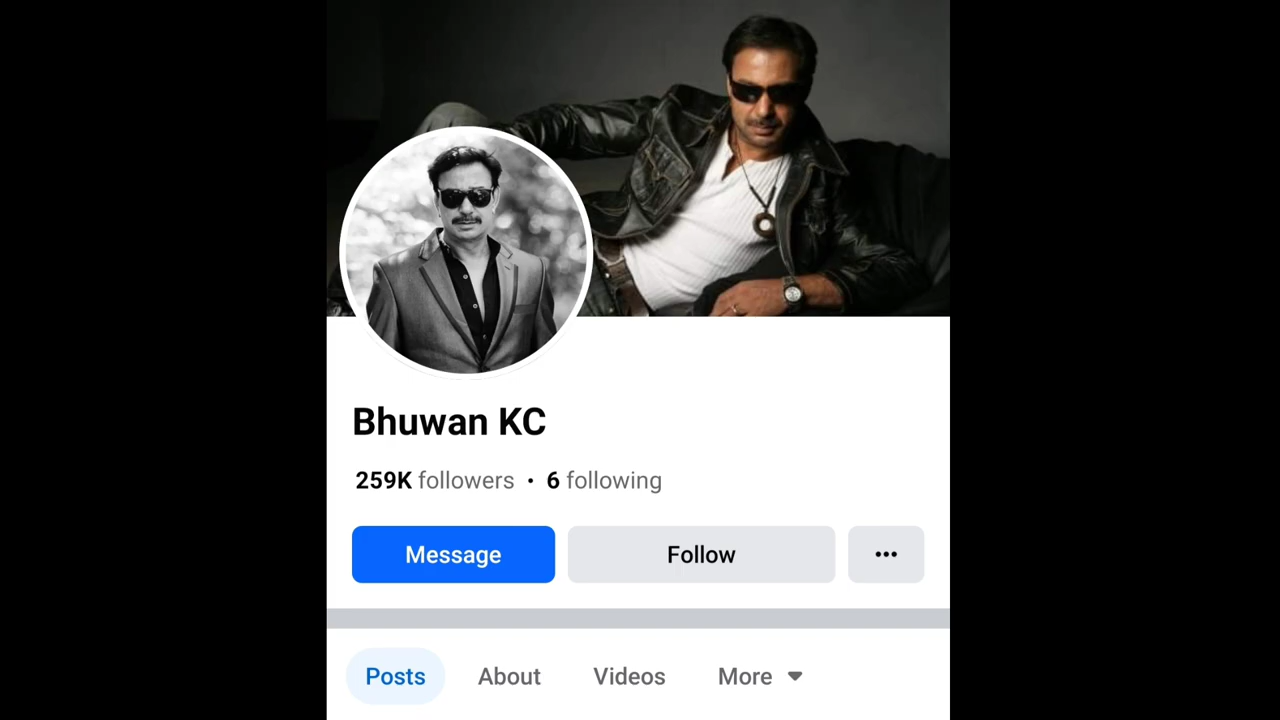 Bhuwan KC
259K followers • 6 following
Message Follow •••
Posts About Videos More